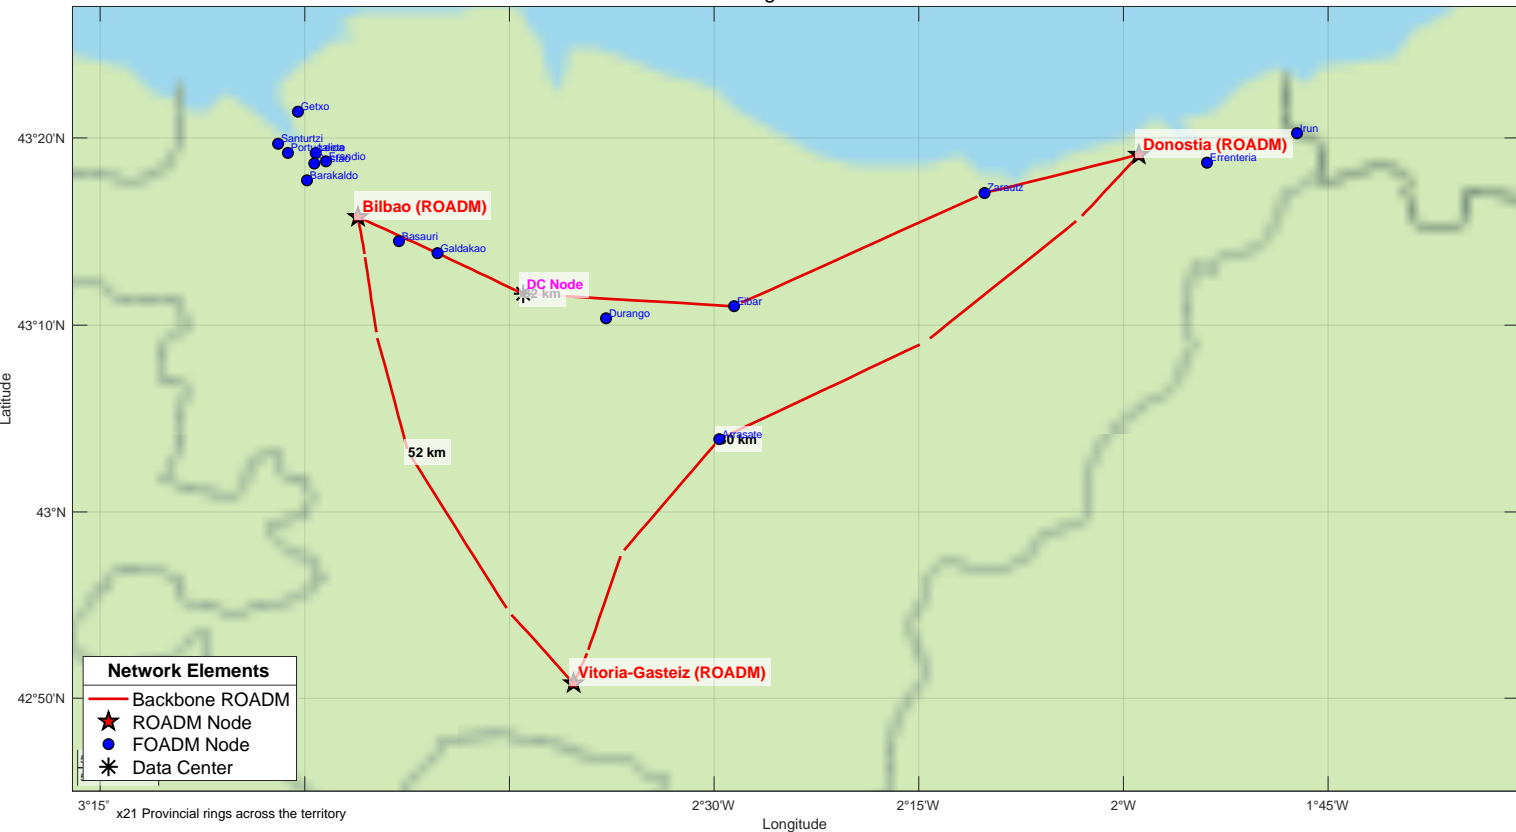 Getxo
43°20'N
Santurtzi
Erandio
Barakaldo
Irun
Donostia (ROADM)
Errenteria
Zarautz
Bilbao (ROADM)
Basauri
Galdakao
DC Node
Eibar
Durango
43°10'N
Latitude
Arrasate
52 km
43°N
Vitoria-Gasteiz (ROADM)
Network Elements
Backbone ROADM
42°50'N
ROADM Node
FOADM Node
Data Center
3°15'
2°30'W
2°15'W
2°W
1°45'W
x21 Provincial rings across the territory
Longitude